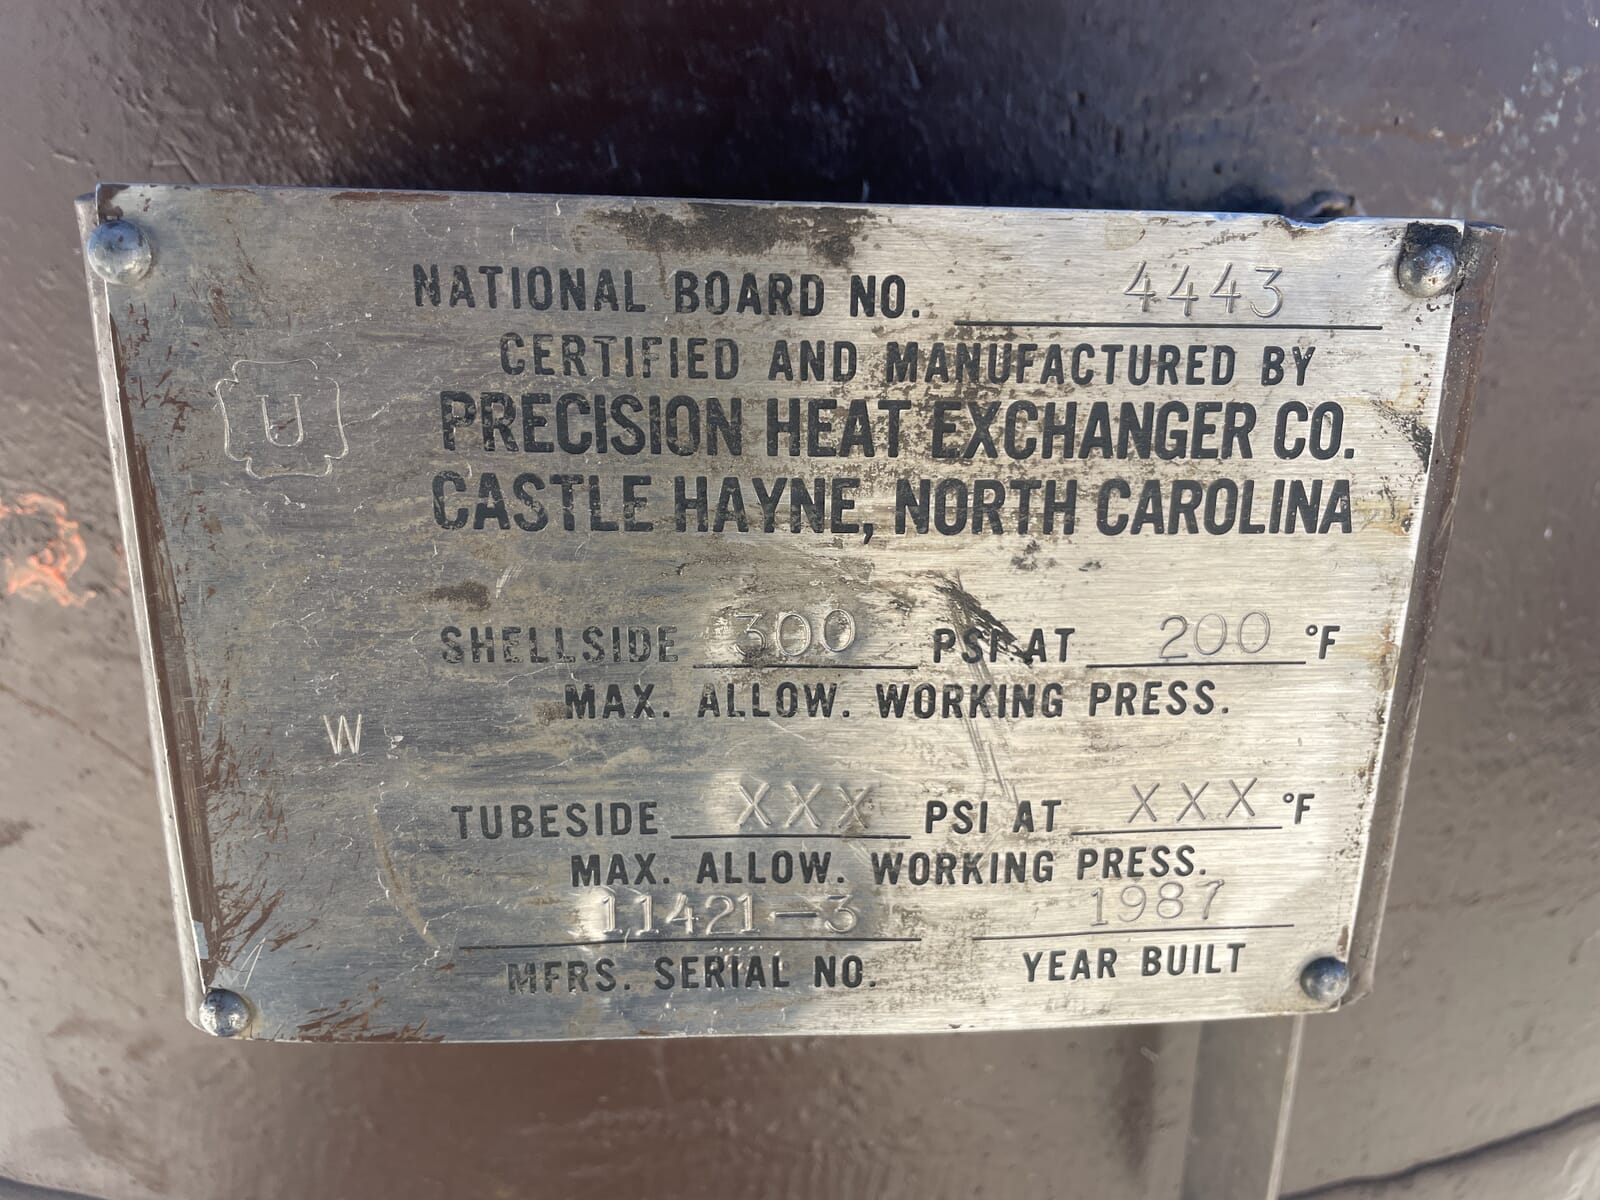 NATIONAL BOARD NO. 4443
CERTIFIED AND MANUFACTURED BY
U
PRECISION HEAT EXCHANGER CO.
CASTLE HAYNE, NORTH CAROLINA
SHELLSIDE 300 PSI AT 200 °F
MAX. ALLOW. WORKING PRESS.
W
TUBESIDE XXX PSI AT XXX °F
MAX. ALLOW. WORKING PRESS.
11421-3 1987
MFRS. SERIAL NO. YEAR BUILT